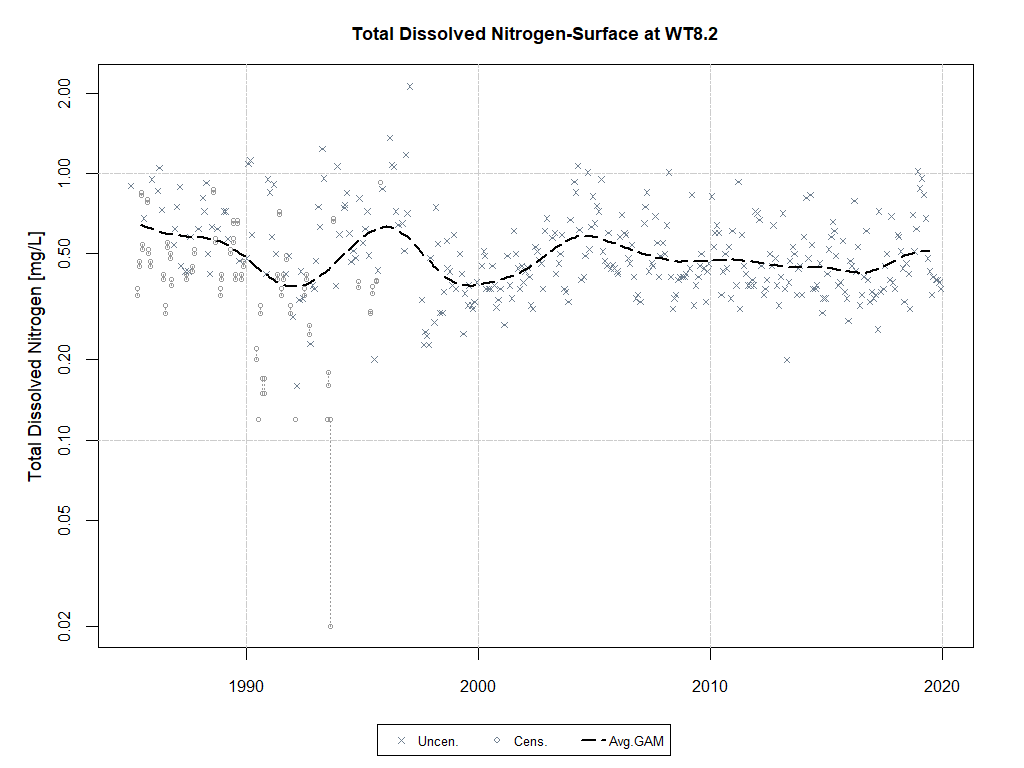 Total Dissolved Nitrogen-Surface at WT8.2
Total Dissolved Nitrogen [mg/L]
2.00
1.00
0.50
0.20
0.10
0.05
0.02
1990 2000 2010 2020
Uncen. Cens. Avg.GAM